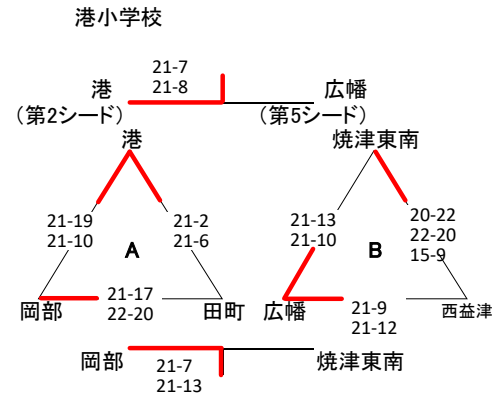 港小学校
21-7
21-8
港
広幡
(第2シード)
(第5シード)
港
焼津東南
21-19
21-10
A
21-2
21-6
21-13
21-10
B
20-22
22-20
15-9
21-17
22-20
21-9
21-12
岡部
田町
広幡
西益津
岡部
焼津東南
21-7
21-13